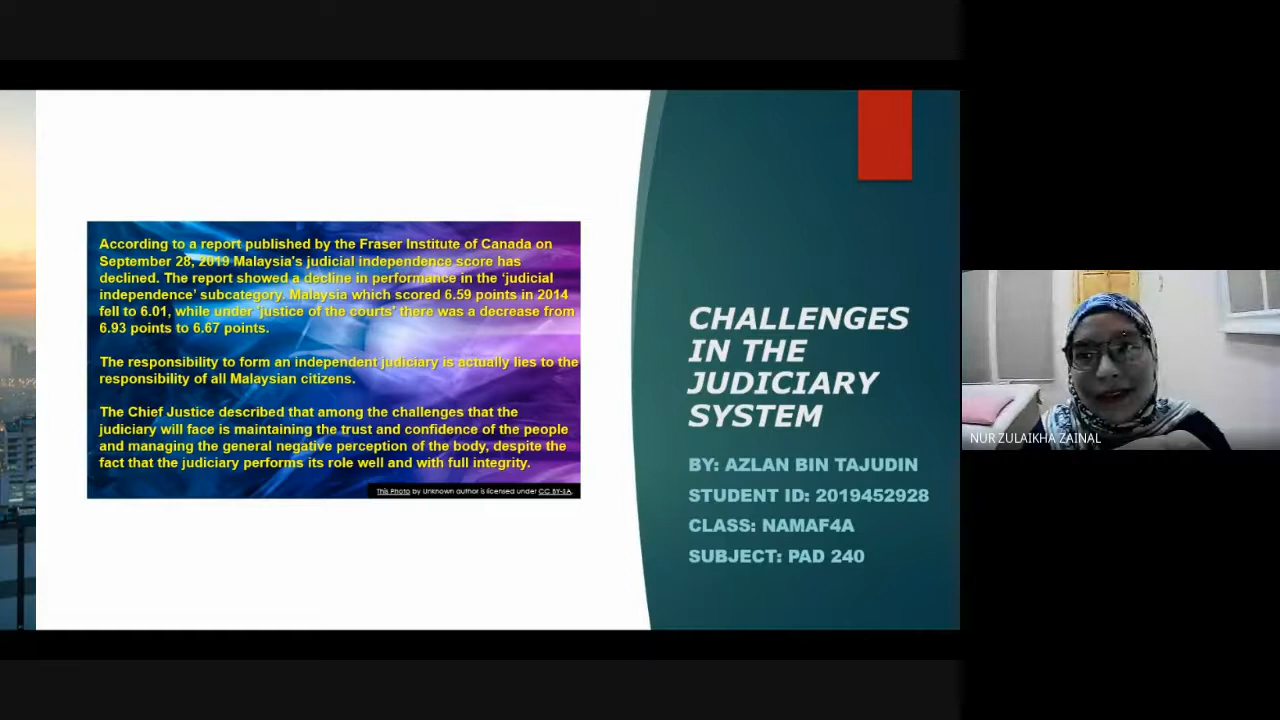 According to a report published by the Fraser Institute of Canada on
September 28, 2019 Malaysia's judicial independence score has
declined. The report showed a decline in performance in the 'judicial
independence' subcategory. Malaysia which scored 6.59 points in 2014
fell to 6.01, while under 'justice of the courts' there was a decrease from
6.93 points to 6.67 points.
The responsibility to form an independent judiciary is actually lies to the
responsibility of all Malaysian citizens.
The Chief Justice described that among the challenges that the
judiciary will face is maintaining the trust and confidence of the people
and managing the general negative perception of the body, despite the
fact that the judiciary performs its role well and with full integrity.
This Photo by Unknown author is licensed under CC BY-SA.
CHALLENGES
IN THE
JUDICIARY
SYSTEM
BY: AZLAN BIN TAJUDIN
STUDENT ID: 2019452928
CLASS: NAMAF4A
SUBJECT: PAD 240
NUR ZULAIKHA ZAINAL